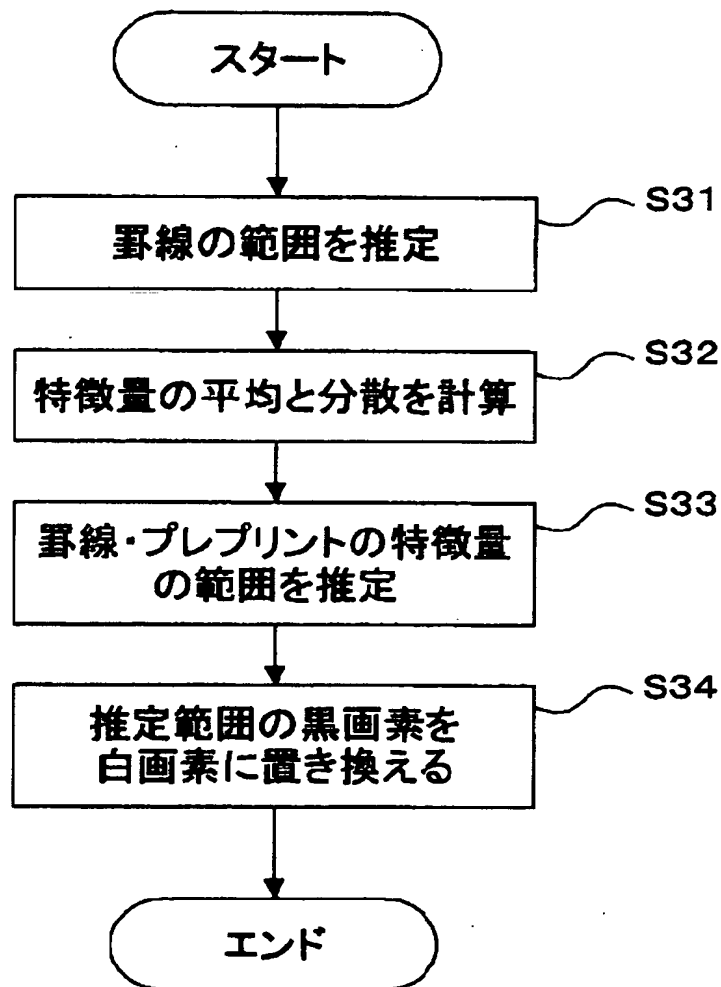 スタート
S31
罫線の範囲を推定
S32
特徴量の平均と分散を計算
S33
罫線・プレプリントの特徴量
の範囲を推定
S34
推定範囲の黒画素を
白画素に置き換える
エンド